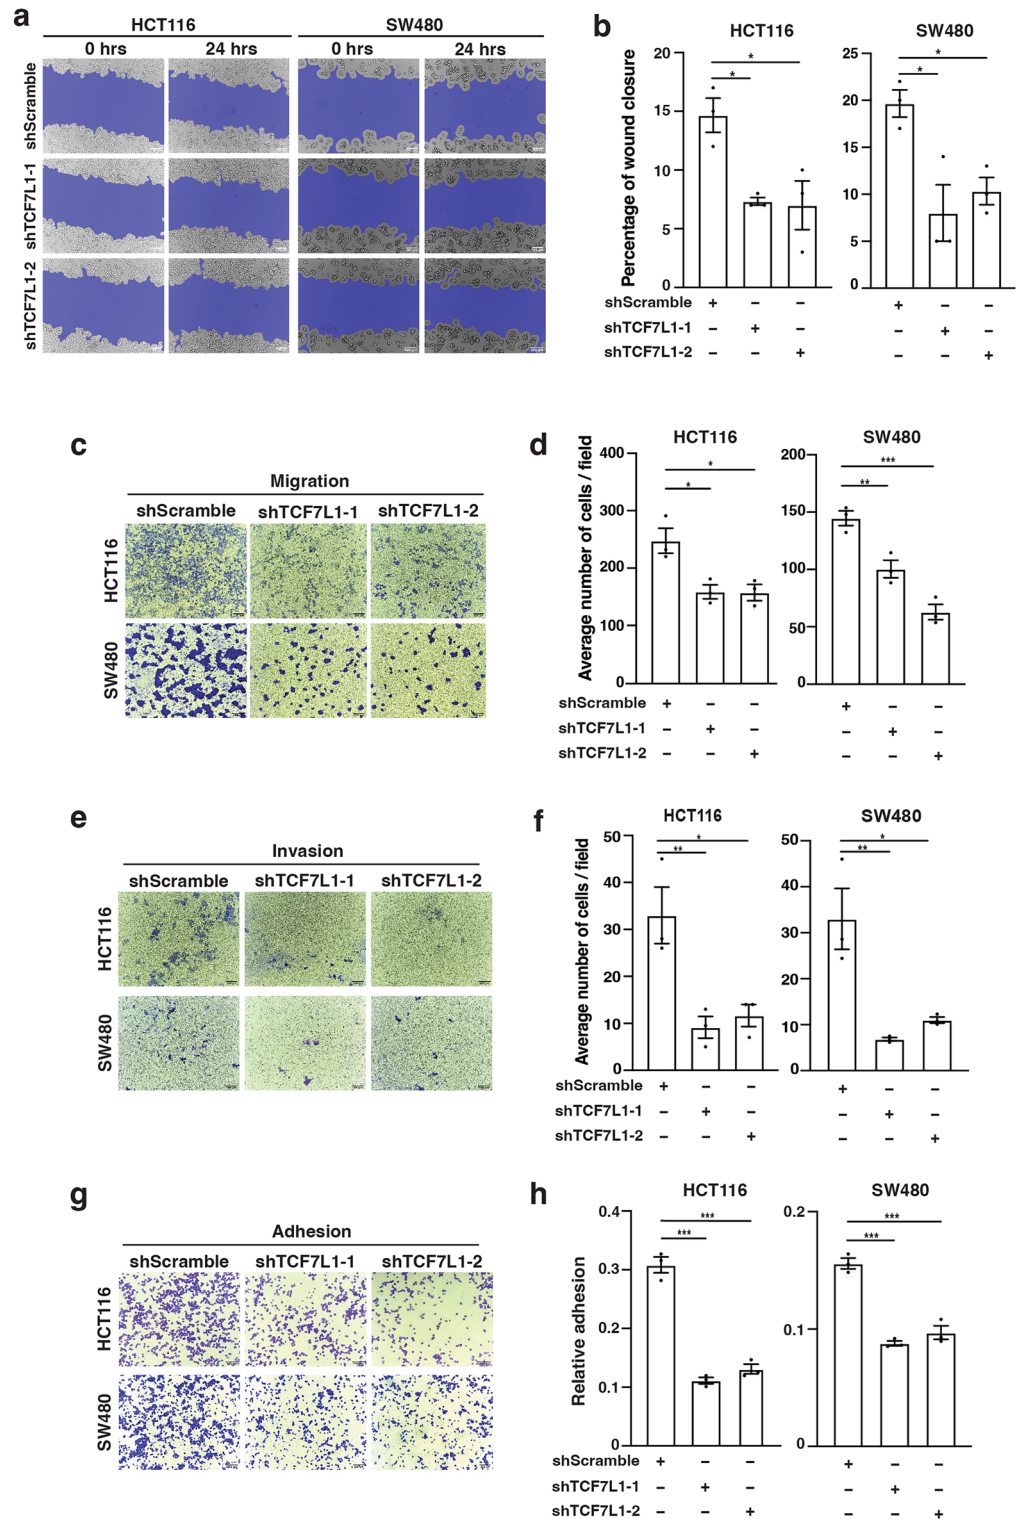 a
HCT116 SW480
0 hrs 24 hrs 0 hrs 24 hrs
shScramble
shTCF7L1-1
shTCF7L1-2
b
HCT116 SW480
Percentage of wound closure
20
15
10
5
0
* *
25
20
15
10
5
0
* *
shScramble + – – + – –
shTCF7L1-1 – + – – + –
shTCF7L1-2 – – + – – +
c
Migration
shScramble shTCF7L1-1 shTCF7L1-2
HCT116
SW480
d
HCT116 SW480
Average number of cells / field
400
300
200
100
0
* *
200
150
100
50
0
*** **
shScramble + – – + – –
shTCF7L1-1 – + – – + –
shTCF7L1-2 – – + – – +
e
Invasion
shScramble shTCF7L1-1 shTCF7L1-2
HCT116
SW480
f
HCT116 SW480
Average number of cells / field
50
40
30
20
10
0
* **
50
40
30
20
10
0
* **
shScramble + – – + – –
shTCF7L1-1 – + – – + –
shTCF7L1-2 – – + – – +
g
Adhesion
shScramble shTCF7L1-1 shTCF7L1-2
HCT116
SW480
h
HCT116 SW480
Relative adhesion
0.4
0.3
0.2
0.1
0
*** ***
0.2
0.1
0
*** ***
shScramble + – – + – –
shTCF7L1-1 – + – – + –
shTCF7L1-2 – – + – – +